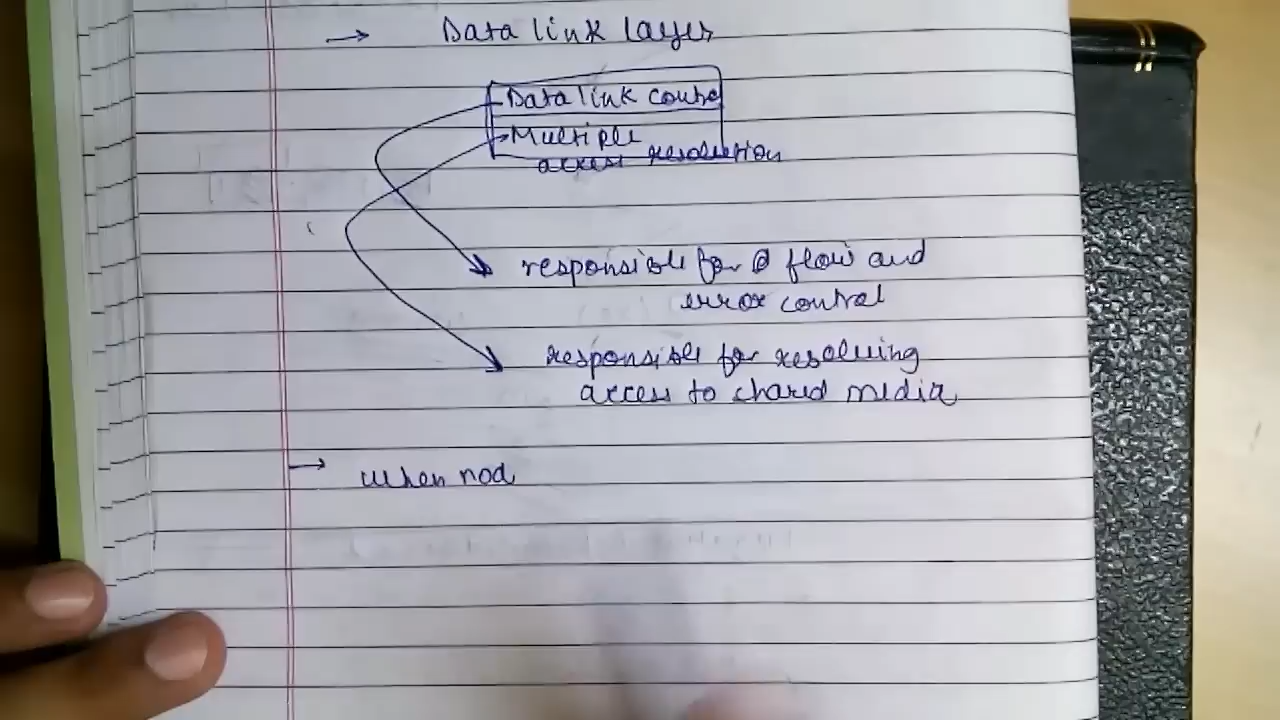 → Data link layer
Data link control
Multiple
access resolution
responsible for flow and
error control
responsible for resolving
access to shared media
→ when nod